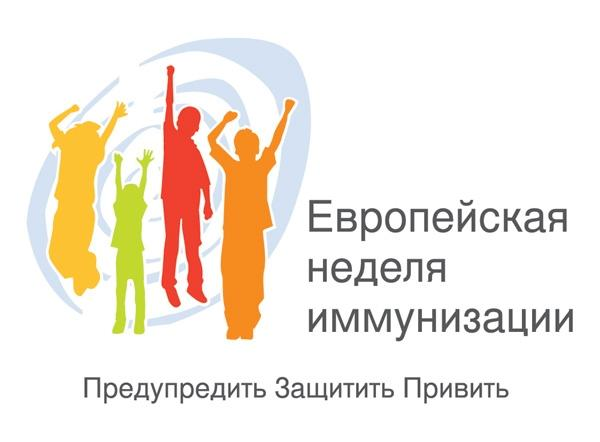 Европейская
неделя
иммунизации
Предупредить Защитить Привить